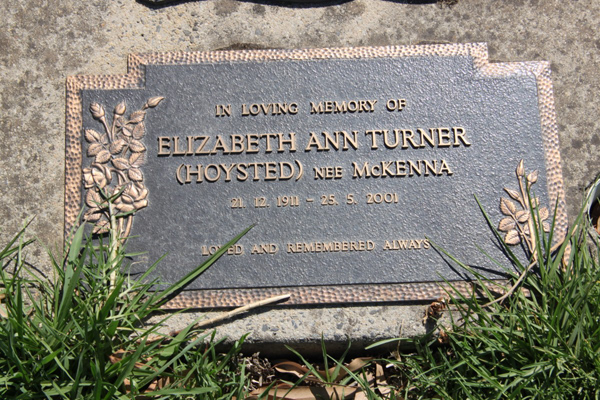 IN LOVING MEMORY OF
ELIZABETH ANN TURNER
(HOYSTED) NEE McKENNA
21. 12. 1911 - 25. 5. 2001
LOVED AND REMEMBERED ALWAYS